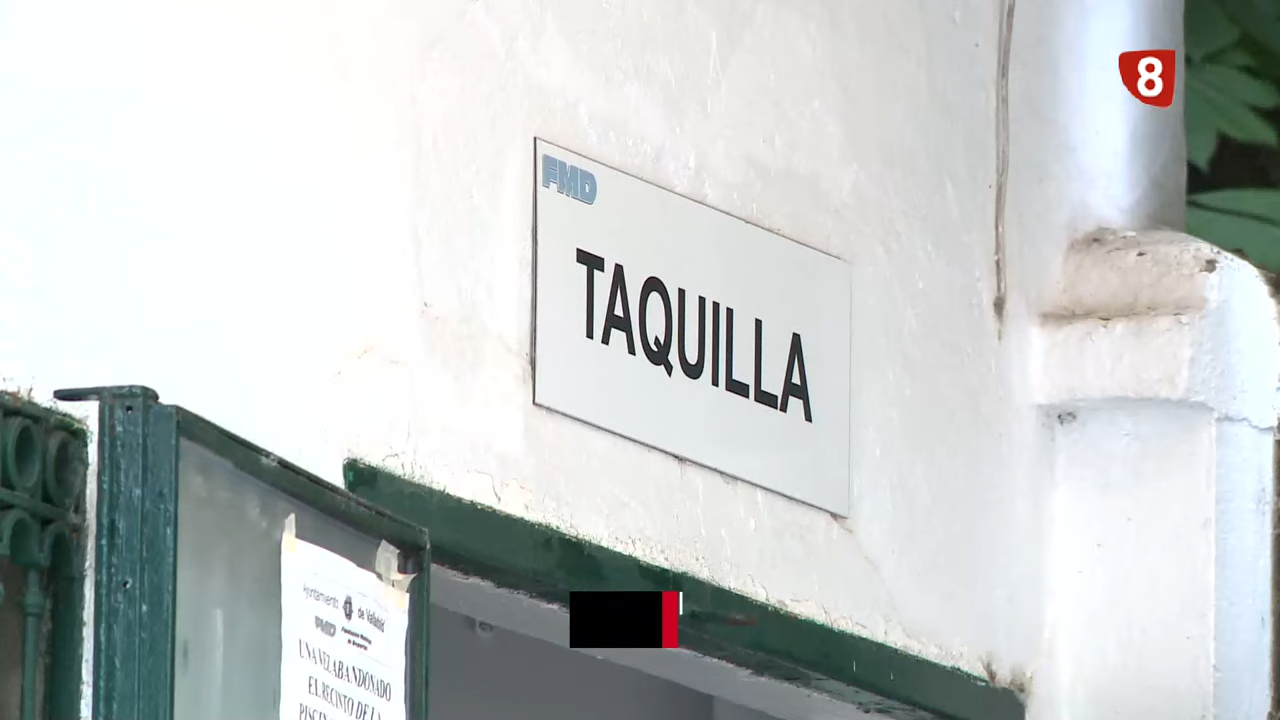 8
FMD
TAQUILLA
Ayuntamiento de Valladolid
FMD
UNA VEZ ABANDONADO
EL RECINTO DE LA